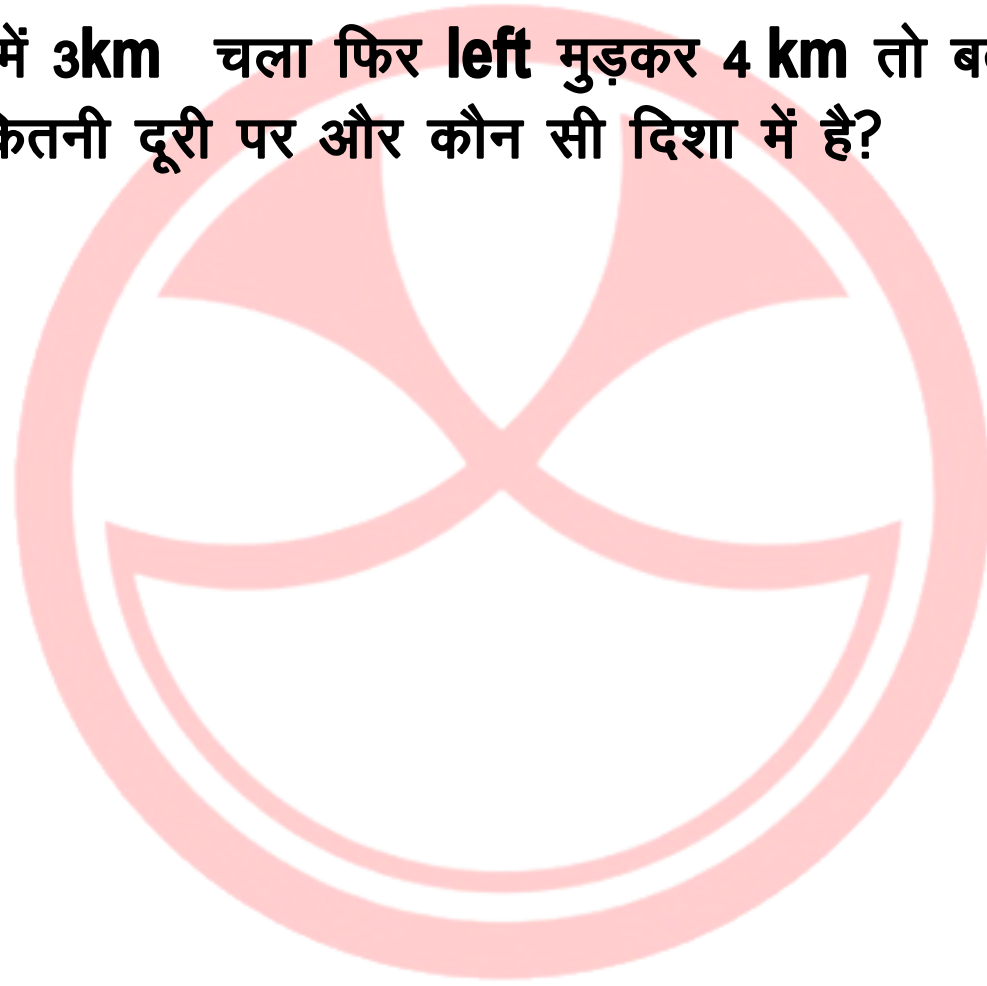 में 3km चला फिर left मुड़कर 4 km तो
कितनी दूरी पर और कौन सी दिशा में है?